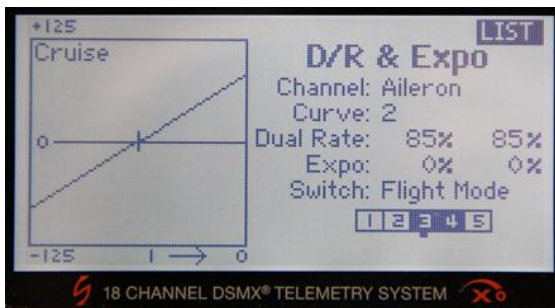 +125
LIST
Cruise
D/R & Expo
Channel: Aileron
Curve: 2
0
Dual Rate: 85% 85%
Expo: 0% 0%
Switch: Flight Mode
1 2 3 4 5
-125 1 → 0
18 CHANNEL DSMX® TELEMETRY SYSTEM